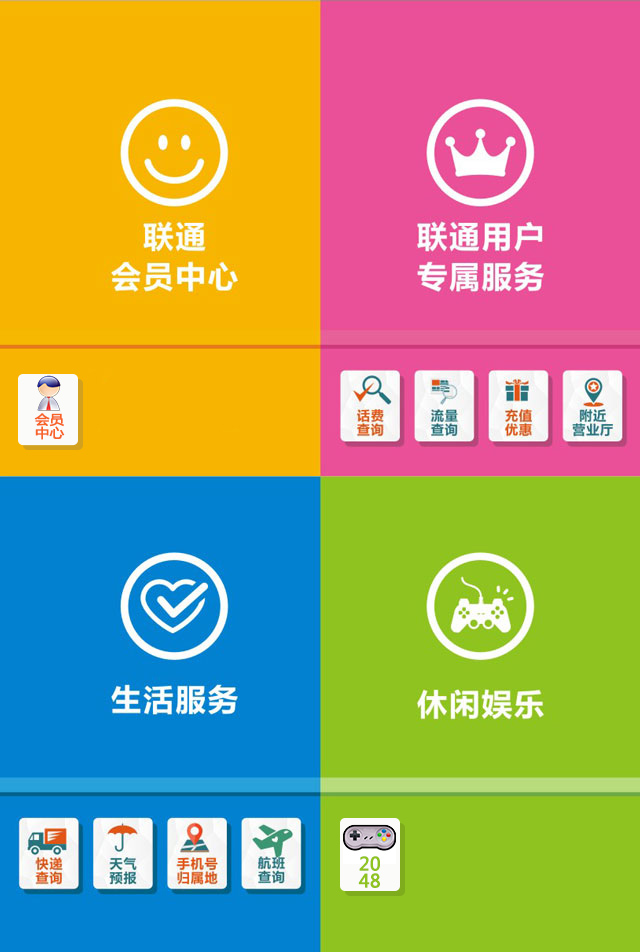 联通
会员中心
联通用户
专属服务
会员
中心
话费
查询
流量
查询
充值
优惠
附近
营业厅
生活服务
休闲娱乐
快递
查询
天气
预报
手机号
归属地
航班
查询
20
48